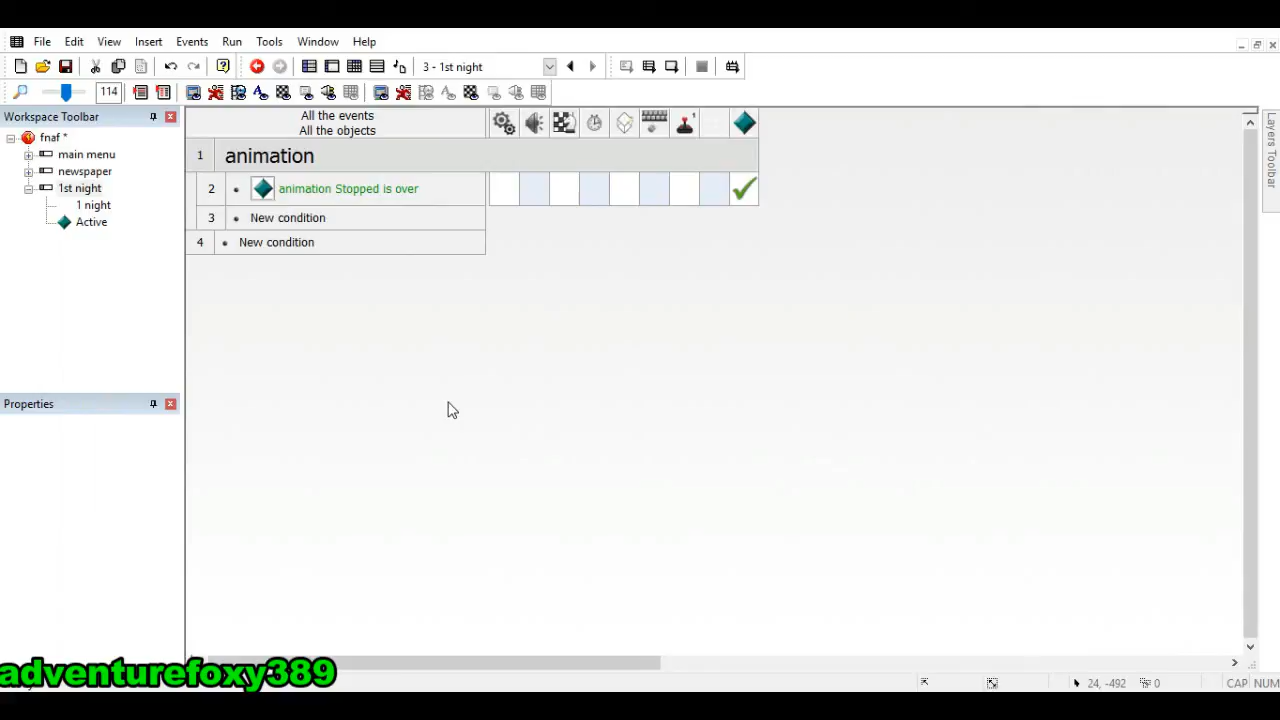 File Edit View Insert Events Run Tools Window Help
3 - 1st night
114
Workspace Toolbar
fnaf *
main menu
newspaper
1st night
1 night
Active
Properties
All the events
All the objects
1 animation
2 animation Stopped is over
3 New condition
4 New condition
Layers Toolbar
adventurefoxy389
24, -492 0 CAP NUM